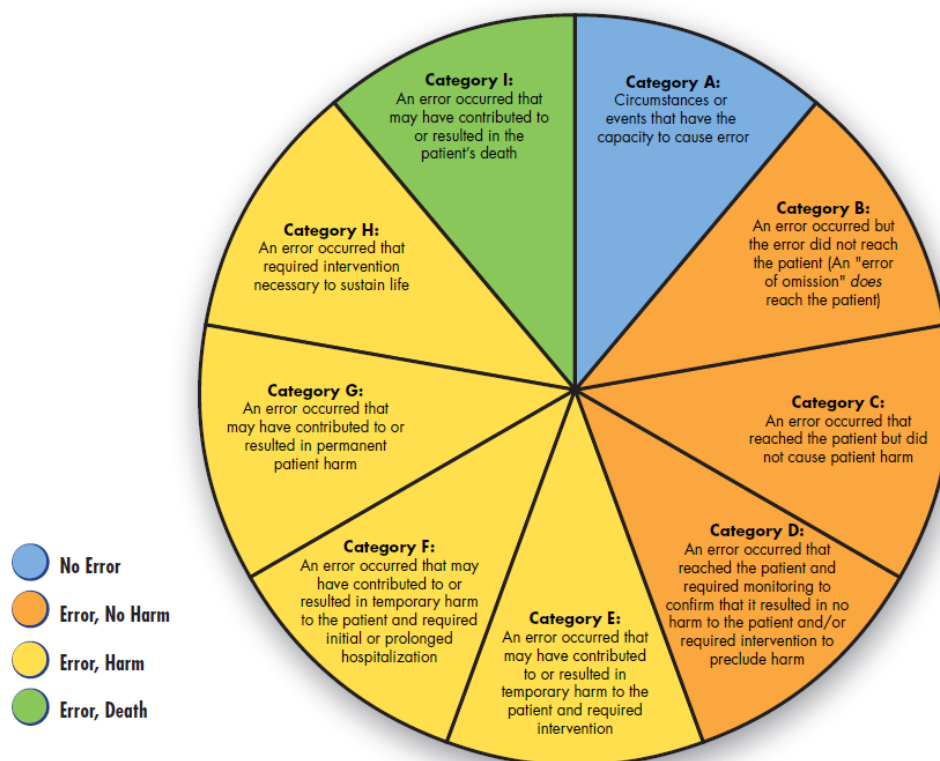 Category I:
An error occurred that
may have contributed to
or resulted in the
patient's death
Category A:
Circumstances or
events that have the
capacity to cause error
Category B:
An error occurred but
the error did not reach
the patient (An "error
of omission" does
reach the patient)
Category H:
An error occurred that
required intervention
necessary to sustain life
Category C:
An error occurred that
reached the patient but did
not cause patient harm
Category G:
An error occurred that
may have contributed to or
resulted in permanent
patient harm
Category D:
An error occurred that
reached the patient and
required monitoring to
confirm that it resulted in no
harm to the patient and/or
required intervention to
preclude harm
Category F:
An error occurred that may
have contributed to or
resulted in temporary harm
to the patient and required
initial or prolonged
hospitalization
Category E:
An error occurred that
may have contributed
to or resulted in
temporary harm to the
patient and required
intervention
No Error
Error, No Harm
Error, Harm
Error, Death